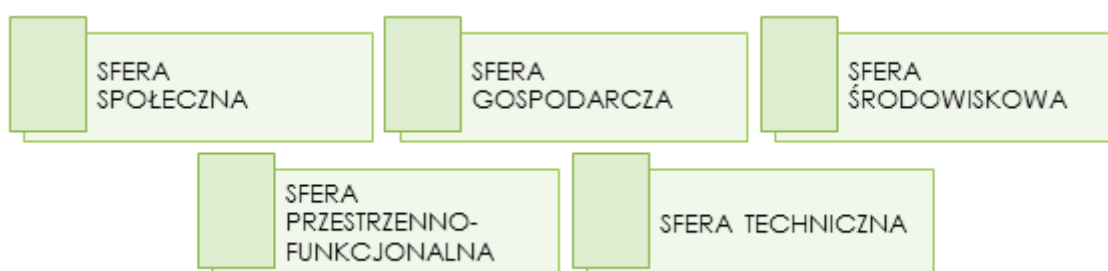 SFERA
SPOŁECZNA
SFERA
GOSPODARCZA
SFERA
ŚRODOWISKOWA
SFERA
PRZESTRZENNO-
FUNKCJONALNA
SFERA TECHNICZNA